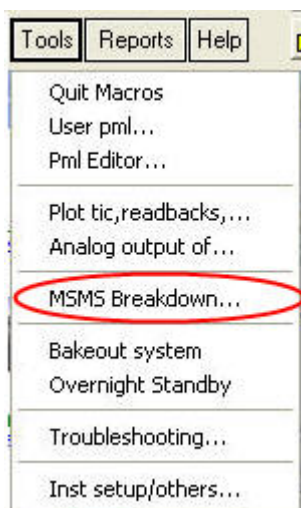 Tools Reports Help
Quit Macros
User pml...
Pml Editor...
Plot tic,readbacks,...
Analog output of...
MSMS Breakdown...
Bakeout system
Overnight Standby
Troubleshooting...
Inst setup/others...